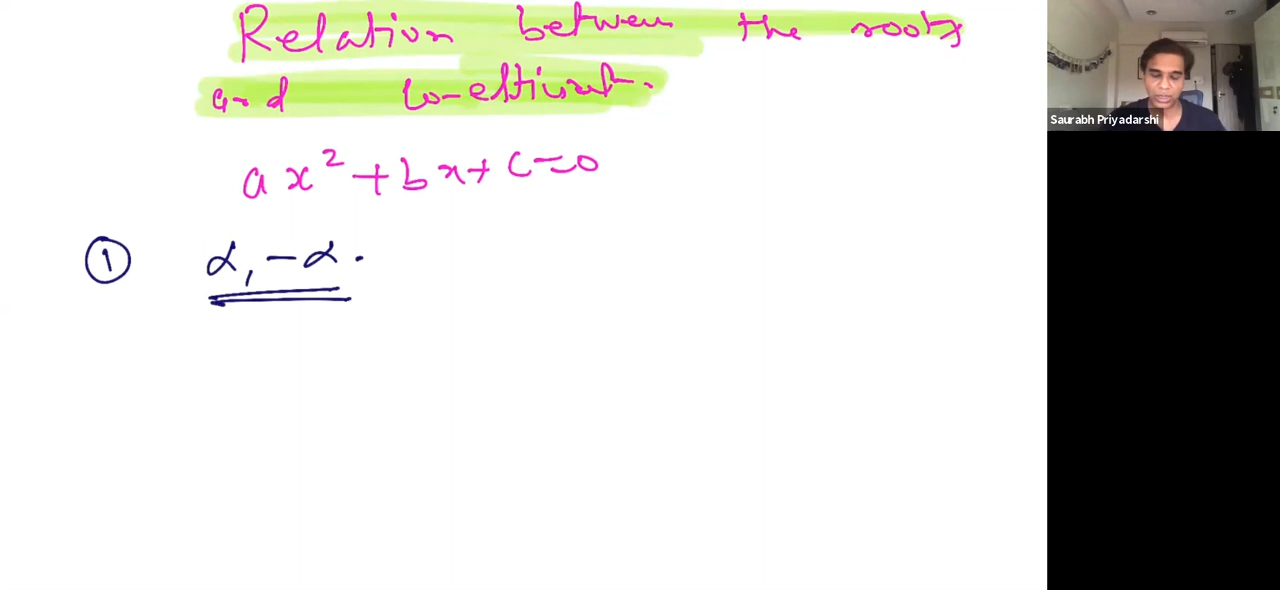 Relation between the roots
and co-efficient.
Saurabh Priyadarshi
ax² + bx + c = 0
① α, -α.